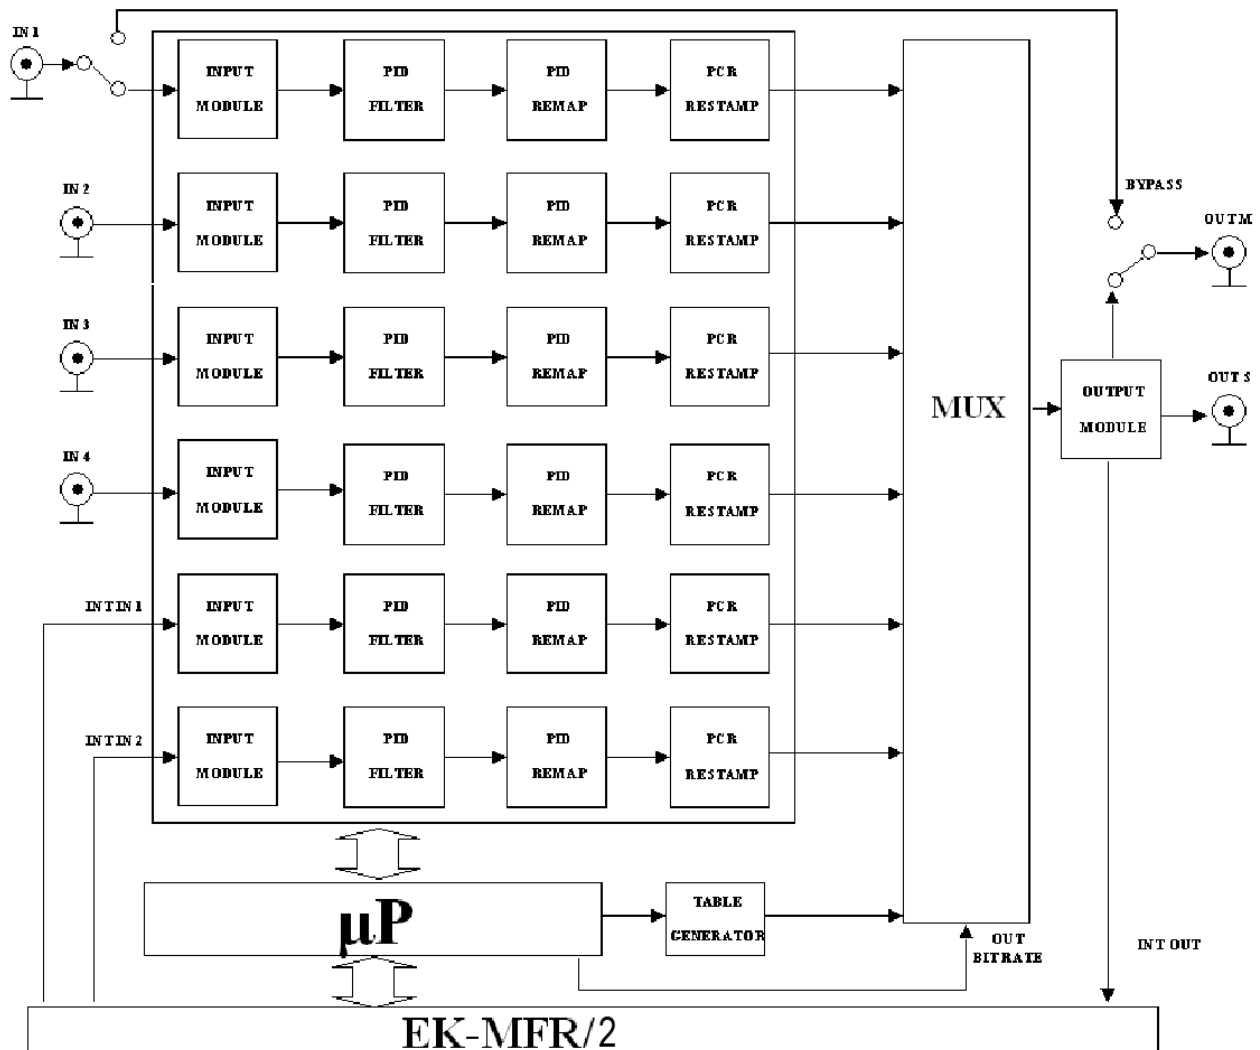 IN 1
INPUT
MODULE
PID
FILTER
PID
REMAP
PCR
RESTAMP
IN 2
INPUT
MODULE
PID
FILTER
PID
REMAP
PCR
RESTAMP
BYPASS
OUT M
IN 3
INPUT
MODULE
PID
FILTER
PID
REMAP
PCR
RESTAMP
MUX
OUTPUT
MODULE
OUT S
IN 4
INPUT
MODULE
PID
FILTER
PID
REMAP
PCR
RESTAMP
INT IN 1
INPUT
MODULE
PID
FILTER
PID
REMAP
PCR
RESTAMP
INT IN 2
INPUT
MODULE
PID
FILTER
PID
REMAP
PCR
RESTAMP
µP
TABLE
GENERATOR
OUT
BITRATE
INT OUT
EK-MFR/2